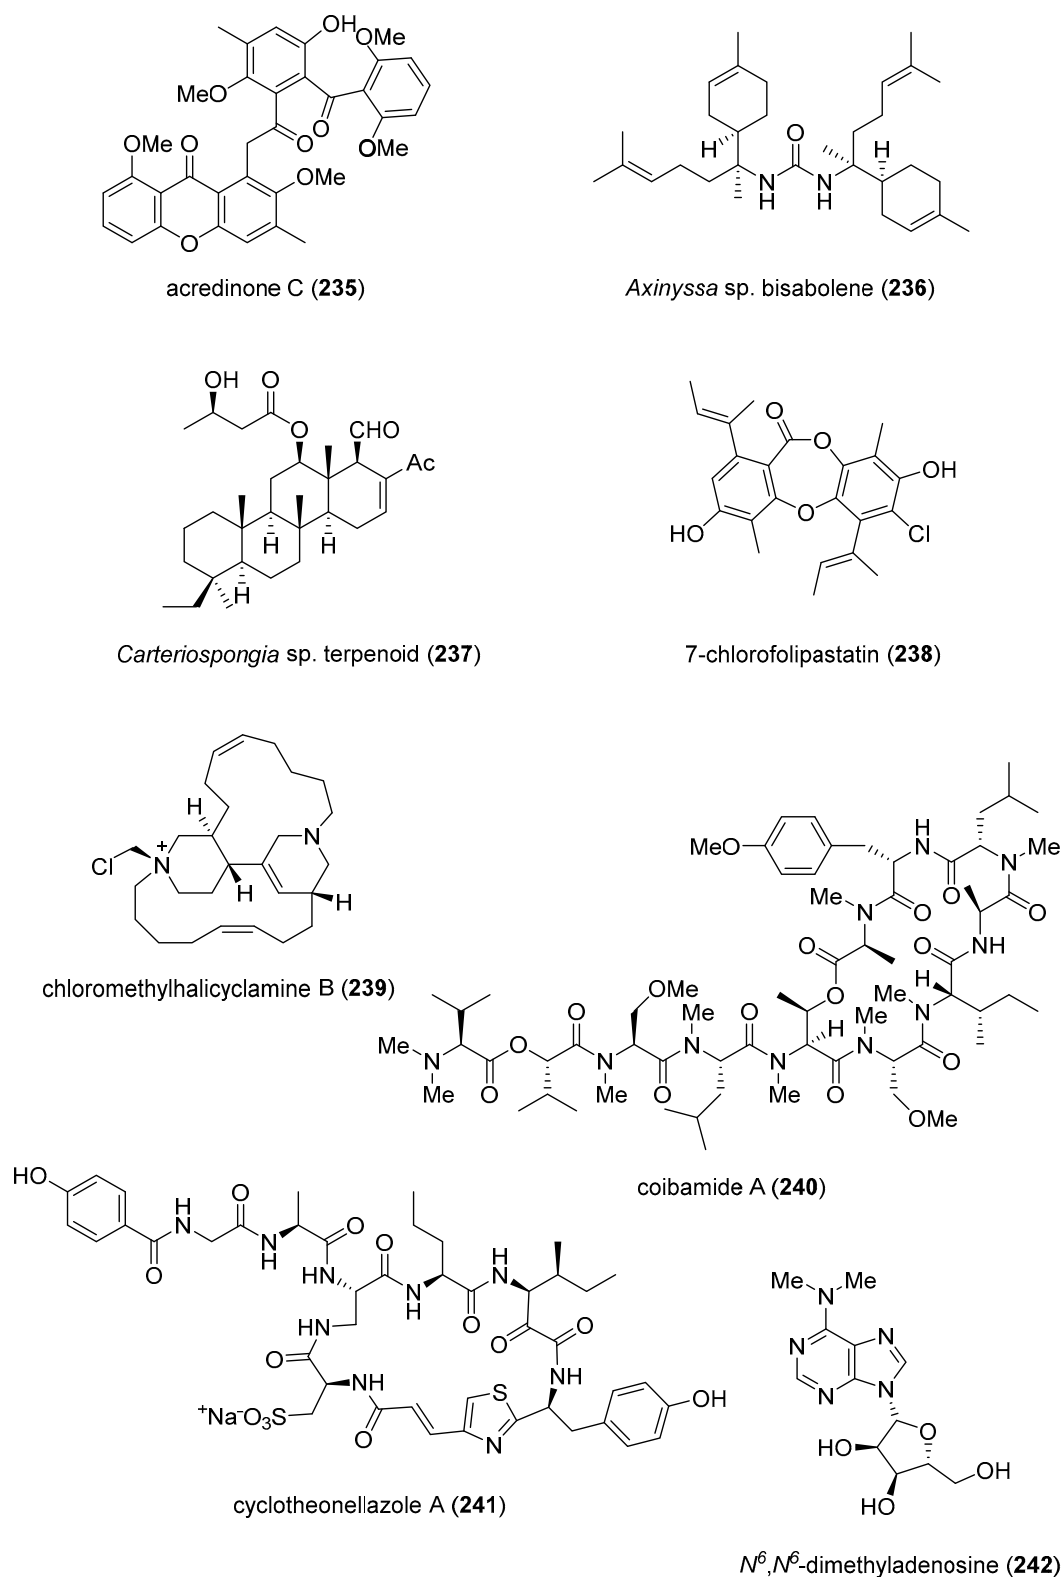 OH
OMe
MeO
O
O
OMe
OMe
O
OMe
O
acredinone C (235)
H
O
H
N
H
N
H
Axinyssa sp. bisabolene (236)
OH
O
O
CHO
Ac
H
H
H
Carteriospongia sp. terpenoid (237)
O
O
OH
HO
O
Cl
7-chlorofolipastatin (238)
H
N
Cl
N+
H
H
chloromethylhalicyclamine B (239)
MeO
H
N
O
N
Me
O
Me
N
O
O
NH
O
O
H
Me
N
O
OMe
Me
N
O
H
Me
N
O
Me
N
Me
O
O
O
N
Me
O
N
Me
O
OMe
coibamide A (240)
HO
O
H
N
O
N
H
O
HN
O
N
H
O
H
N
O
O
NH
HN
O
NH
+Na-O3S
O
S
N
OH
cyclotheonellazole A (241)
Me
N
Me
N
N
N
N
O
HO
HO
OH
N6,N6-dimethyladenosine (242)